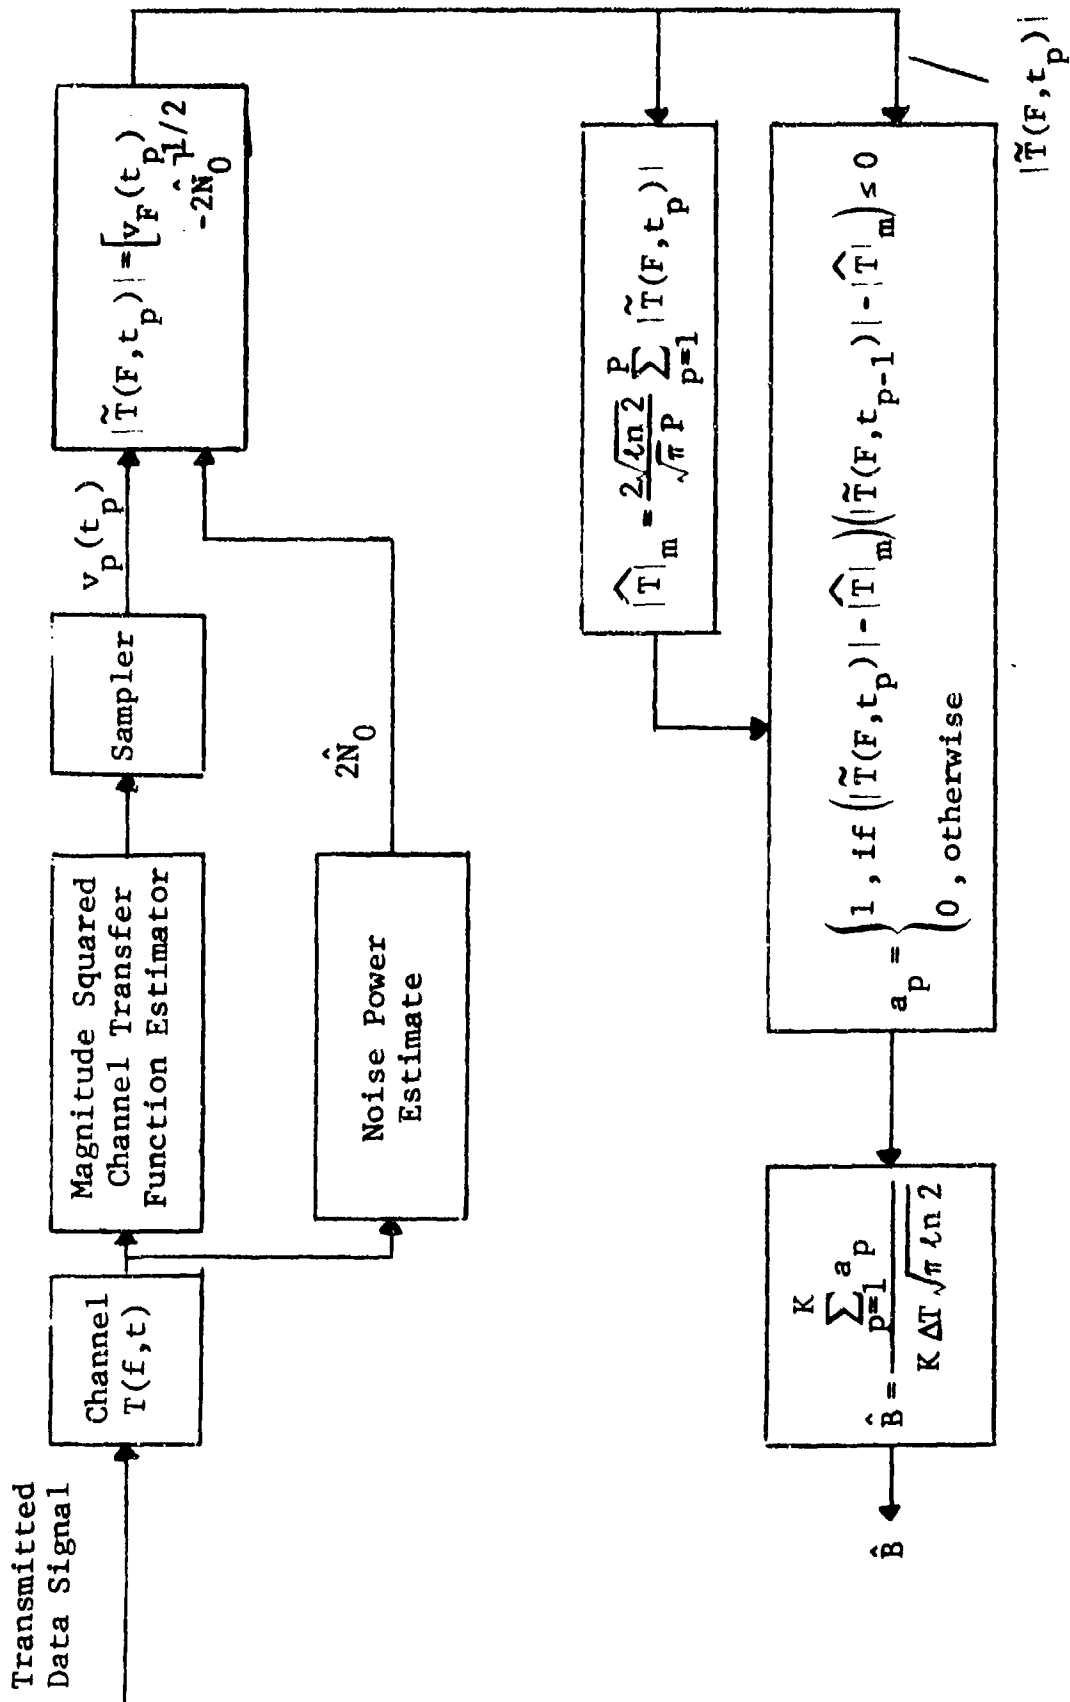 Transmitted
Data Signal
Channel
T(f,t)
Magnitude Squared
Channel Transfer
Function Estimator
Sampler
v_p(t_p)
|T̃(F,t_p)| = [v_F(t_p)
-2N̂_0]^1/2
Noise Power
Estimate
2N̂_0
|T̂|_m = 2√(ℓn 2) / (√π P) ∑_{p=1}^{P} |T̃(F,t_p)|
a_p = { 1 , if (|T̃(F,t_p)| - |T̂|_m)(|T̃(F,t_{p-1})| - |T̂|_m) ≤ 0
0 , otherwise
|T̃(F,t_p)|
B̂ = ∑_{p=1}^{K} a_p / (K ΔT √(π ℓn 2))
B̂